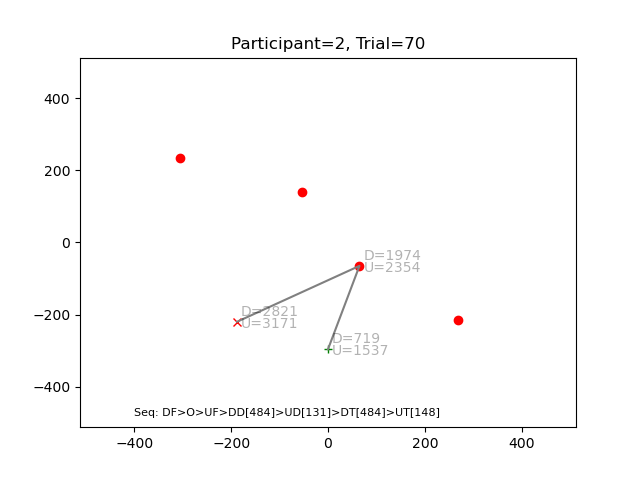 Participant=2, Trial=70
400
200
0
−200
−400
D=1974
U=2354
D=2821
U=3171
D=719
U=1537
Seq: DF>O>UF>DD[484]>UD[131]>DT[484]>UT[148]
−400 −200 0 200 400